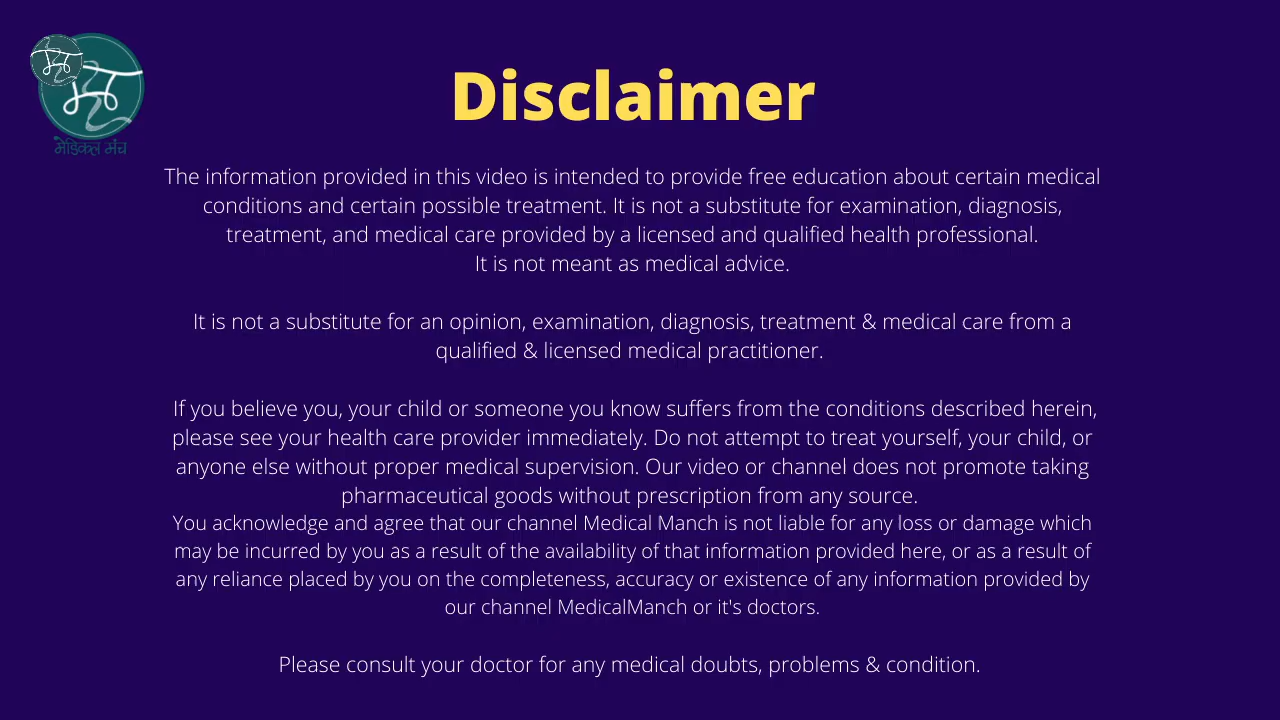 मेडिकल मंच
Disclaimer
The information provided in this video is intended to provide free education about certain medical
conditions and certain possible treatment. It is not a substitute for examination, diagnosis,
treatment, and medical care provided by a licensed and qualified health professional.
It is not meant as medical advice.
It is not a substitute for an opinion, examination, diagnosis, treatment & medical care from a
qualified & licensed medical practitioner.
If you believe you, your child or someone you know suffers from the conditions described herein,
please see your health care provider immediately. Do not attempt to treat yourself, your child, or
anyone else without proper medical supervision. Our video or channel does not promote taking
pharmaceutical goods without prescription from any source.
You acknowledge and agree that our channel Medical Manch is not liable for any loss or damage which
may be incurred by you as a result of the availability of that information provided here, or as a result of
any reliance placed by you on the completeness, accuracy or existence of any information provided by
our channel MedicalManch or it's doctors.
Please consult your doctor for any medical doubts, problems & condition.